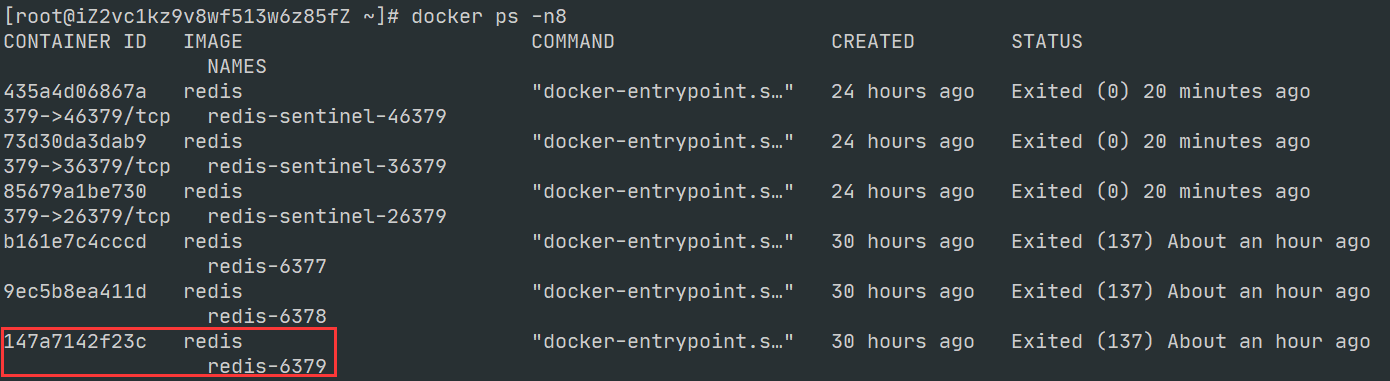 [root@iZ2vc1kz9v8wf513w6z85fZ ~]# docker ps -n8
CONTAINER ID   IMAGE                        COMMAND                  CREATED        STATUS
                 NAMES
435a4d06867a   redis                        "docker-entrypoint.s…"   24 hours ago   Exited (0) 20 minutes ago
379->46379/tcp   redis-sentinel-46379
73d30da3dab9   redis                        "docker-entrypoint.s…"   24 hours ago   Exited (0) 20 minutes ago
379->36379/tcp   redis-sentinel-36379
85679a1be730   redis                        "docker-entrypoint.s…"   24 hours ago   Exited (0) 20 minutes ago
379->26379/tcp   redis-sentinel-26379
b161e7c4cccd   redis                        "docker-entrypoint.s…"   30 hours ago   Exited (137) About an hour ago
                 redis-6377
9ec5b8ea411d   redis                        "docker-entrypoint.s…"   30 hours ago   Exited (137) About an hour ago
                 redis-6378
147a7142f23c   redis                        "docker-entrypoint.s…"   30 hours ago   Exited (137) About an hour ago
                 redis-6379